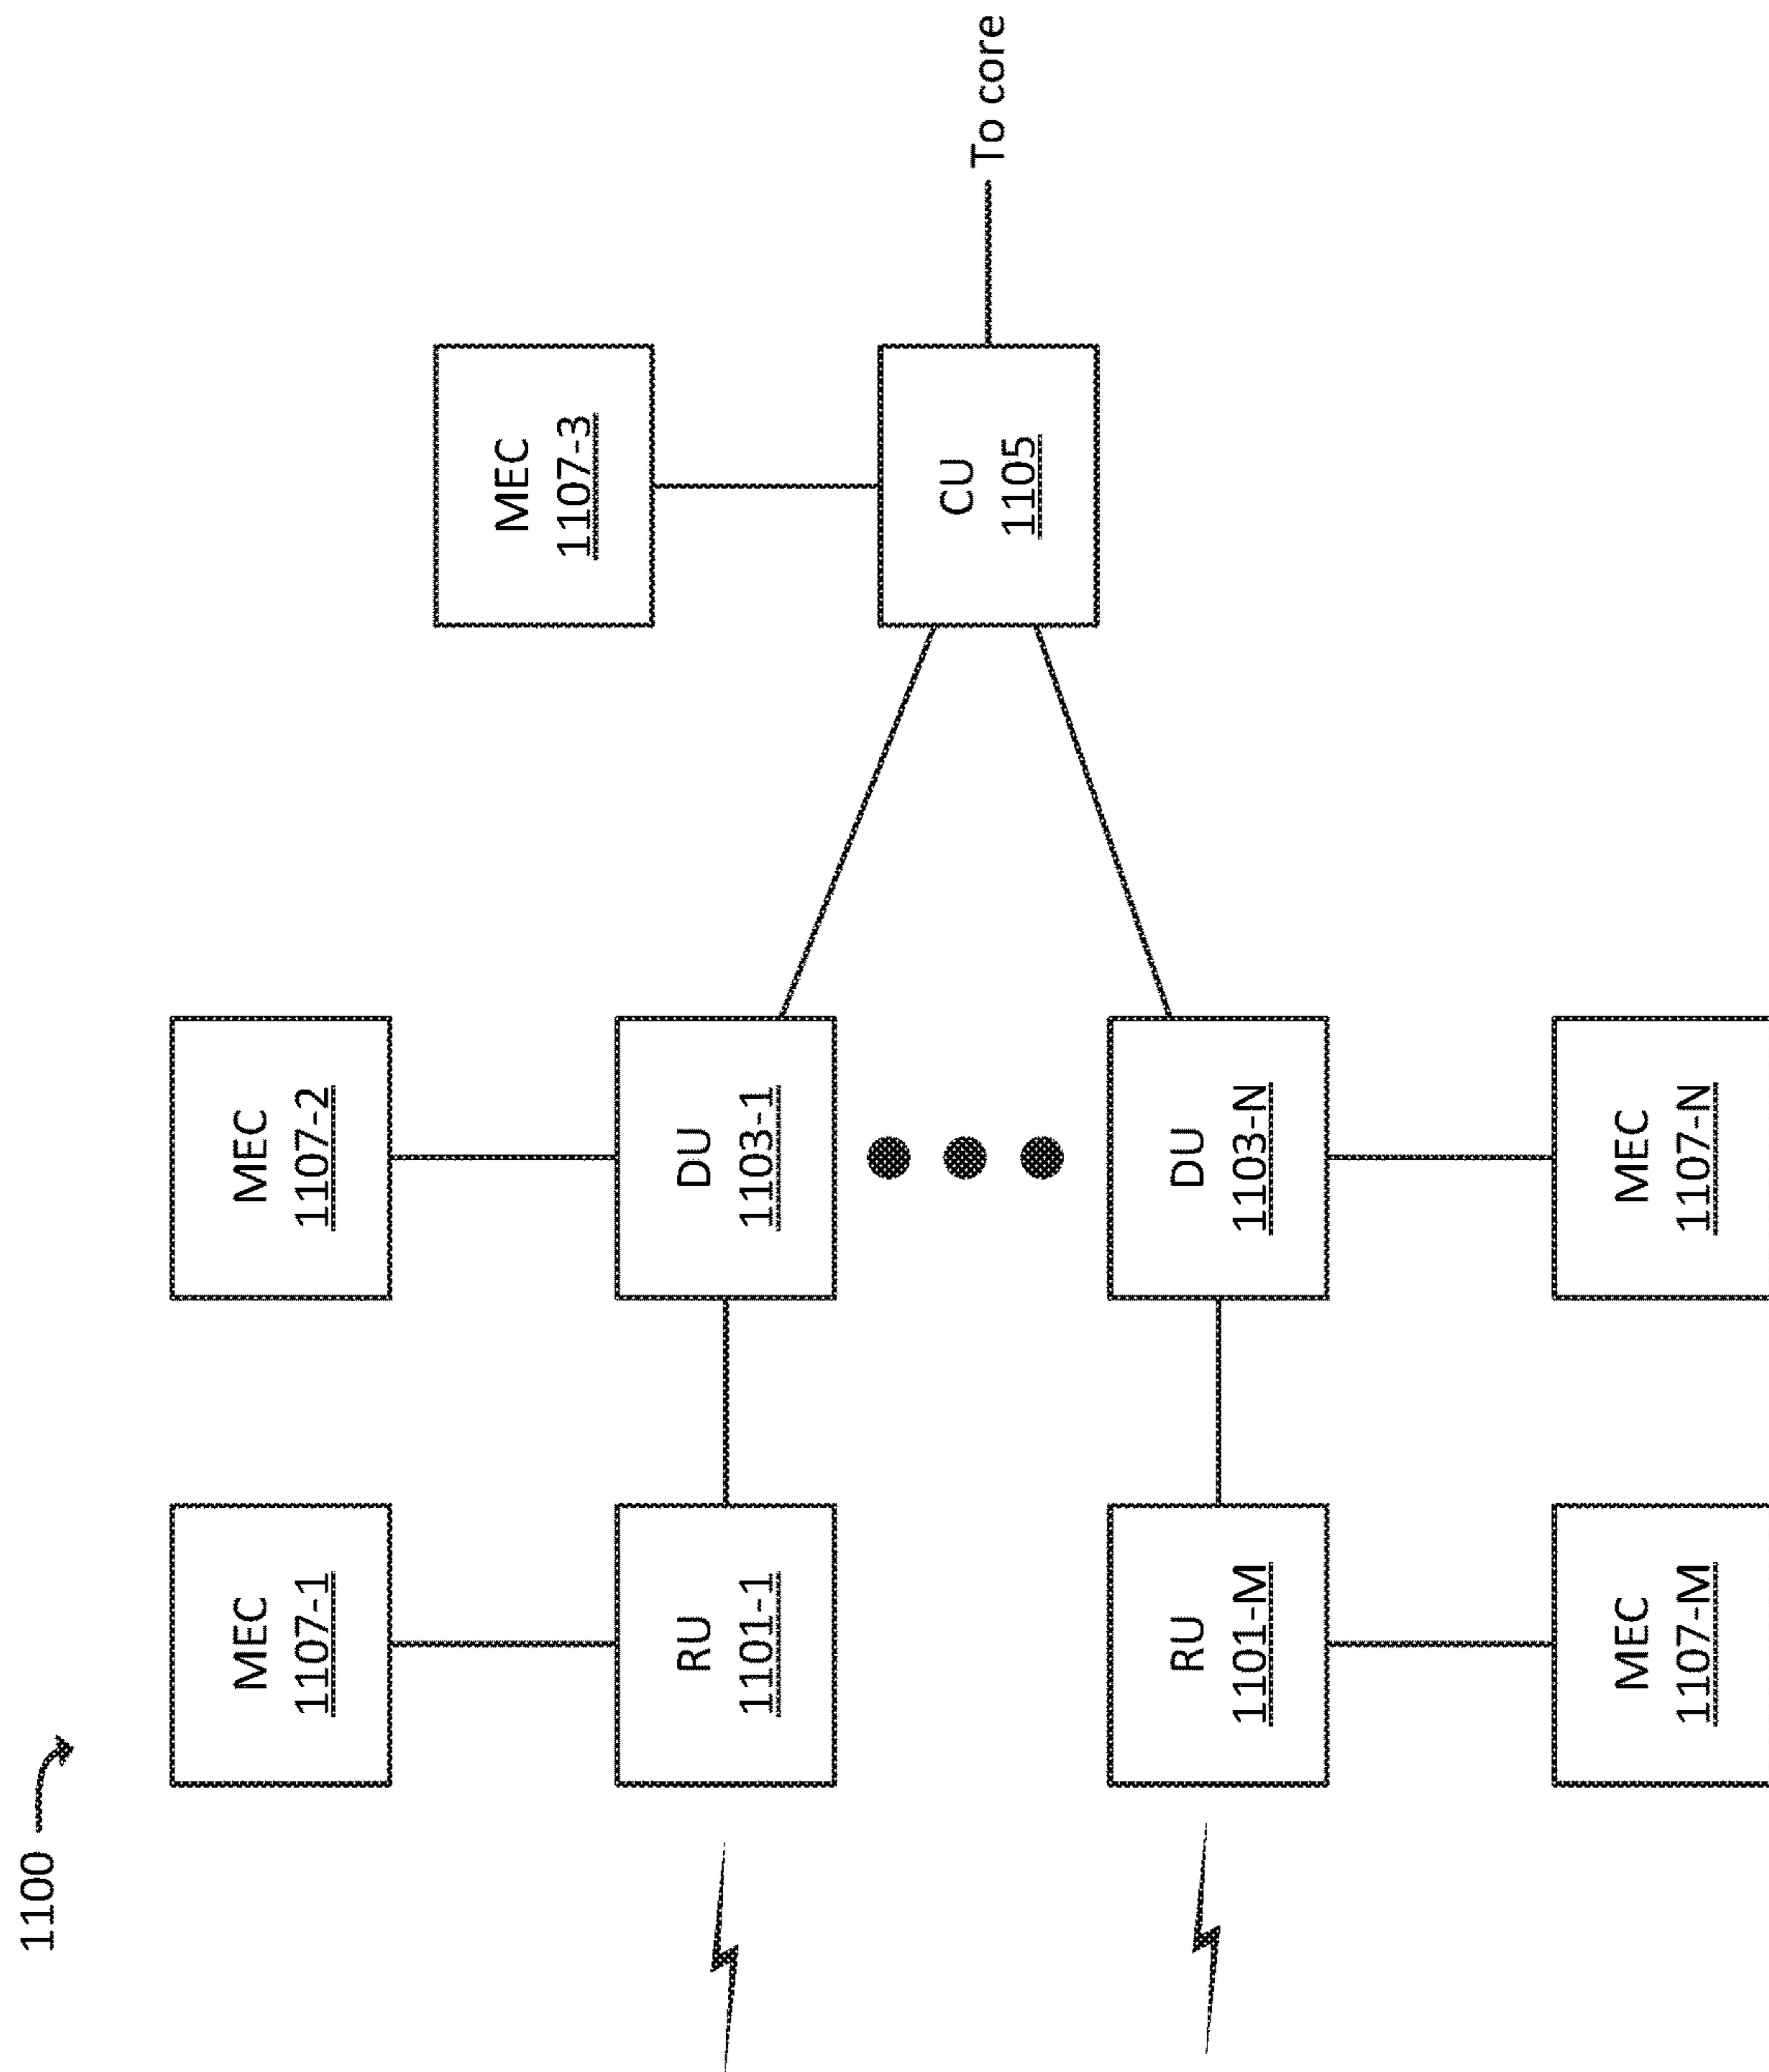 1100
MEC
1107-1
MEC
1107-2
MEC
1107-3
RU
1101-1
DU
1103-1
CU
1105
To core
RU
1101-M
DU
1103-N
MEC
1107-M
MEC
1107-N